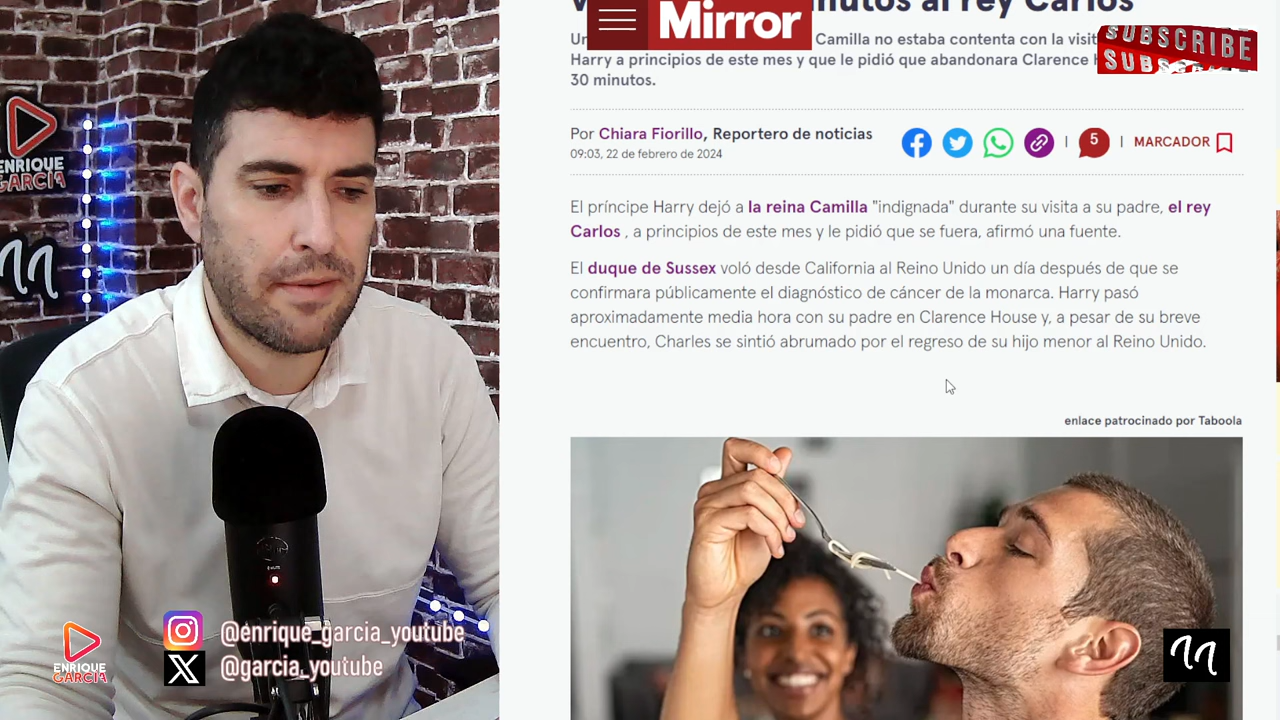 nutos al rey Carlos
Mirror
SUBSCRIBE
Camilla no estaba contenta con la visit
Harry a principios de este mes y que le pidió que abandonara Clarence
30 minutos.
Por Chiara Fiorillo, Reportero de noticias
09:03, 22 de febrero de 2024
5
MARCADOR
El príncipe Harry dejó a la reina Camilla "indignada" durante su visita a su padre, el rey
Carlos , a principios de este mes y le pidió que se fuera, afirmó una fuente.
El duque de Sussex voló desde California al Reino Unido un día después de que se
confirmara públicamente el diagnóstico de cáncer de la monarca. Harry pasó
aproximadamente media hora con su padre en Clarence House y, a pesar de su breve
encuentro, Charles se sintió abrumado por el regreso de su hijo menor al Reino Unido.
enlace patrocinado por Taboola
ENRIQUE
GARCIA
@enrique_garcia_youtube
@garcia_youtube
ENRIQUE
GARCIA